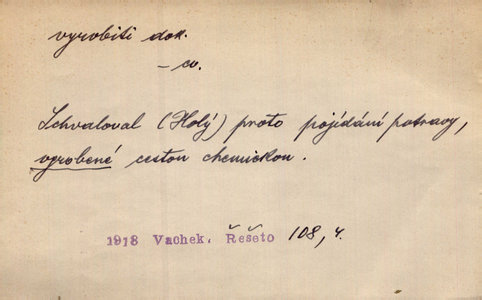 vyrobiti dok.
– co.
Schvaloval (Holý) proto pojídání potravy,
vyrobené cestou chemickou.
1918 Vachek. Řešeto 108, 4.